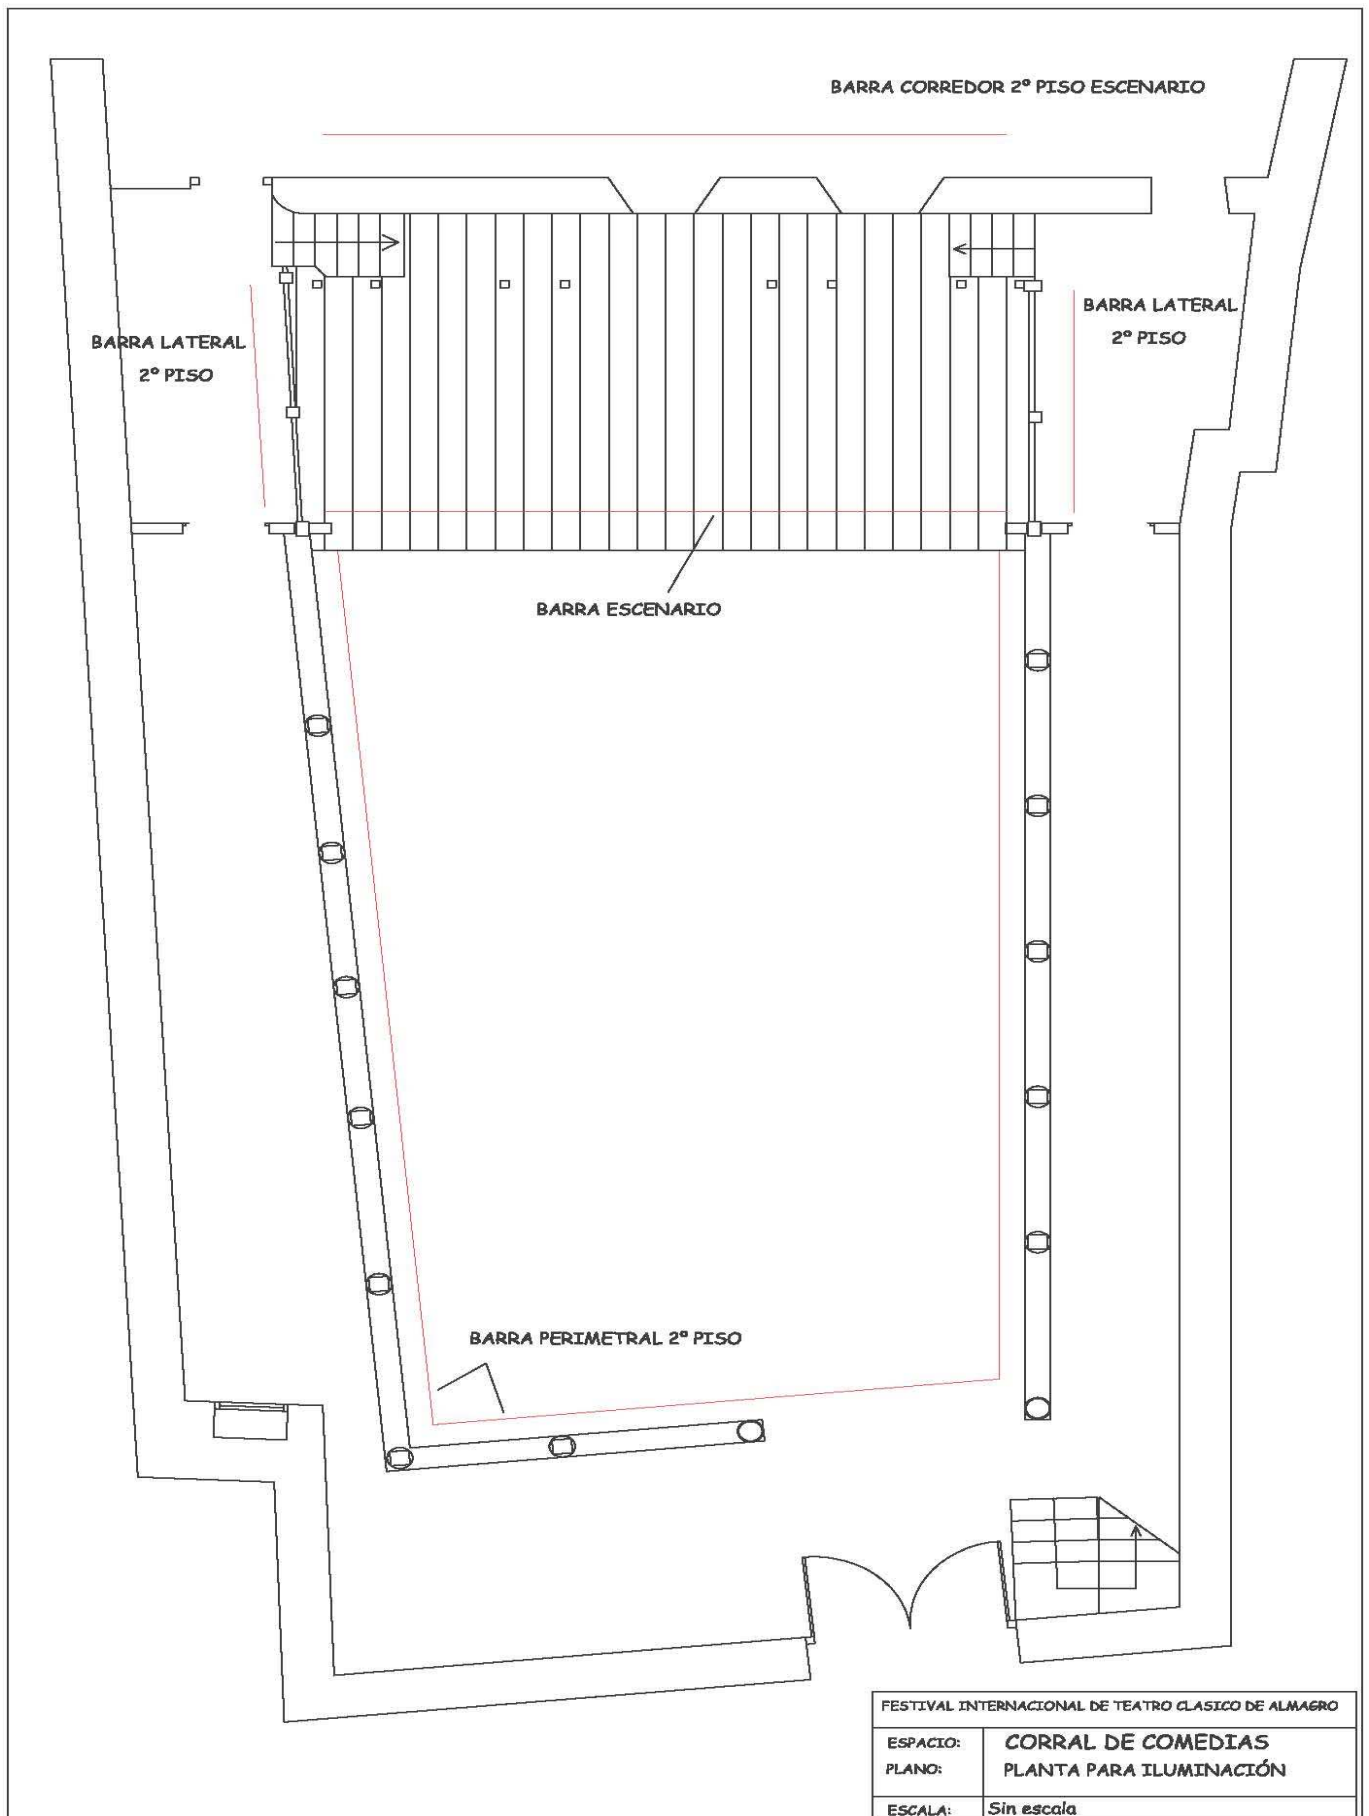 BARRA CORREDOR 2º PISO ESCENARIO
BARRA LATERAL
2º PISO
BARRA LATERAL
2º PISO
BARRA ESCENARIO
BARRA PERIMETRAL 2º PISO
FESTIVAL INTERNACIONAL DE TEATRO CLASICO DE ALMAGRO
ESPACIO: CORRAL DE COMEDIAS
PLANO: PLANTA PARA ILUMINACIÓN
ESCALA: Sin escala